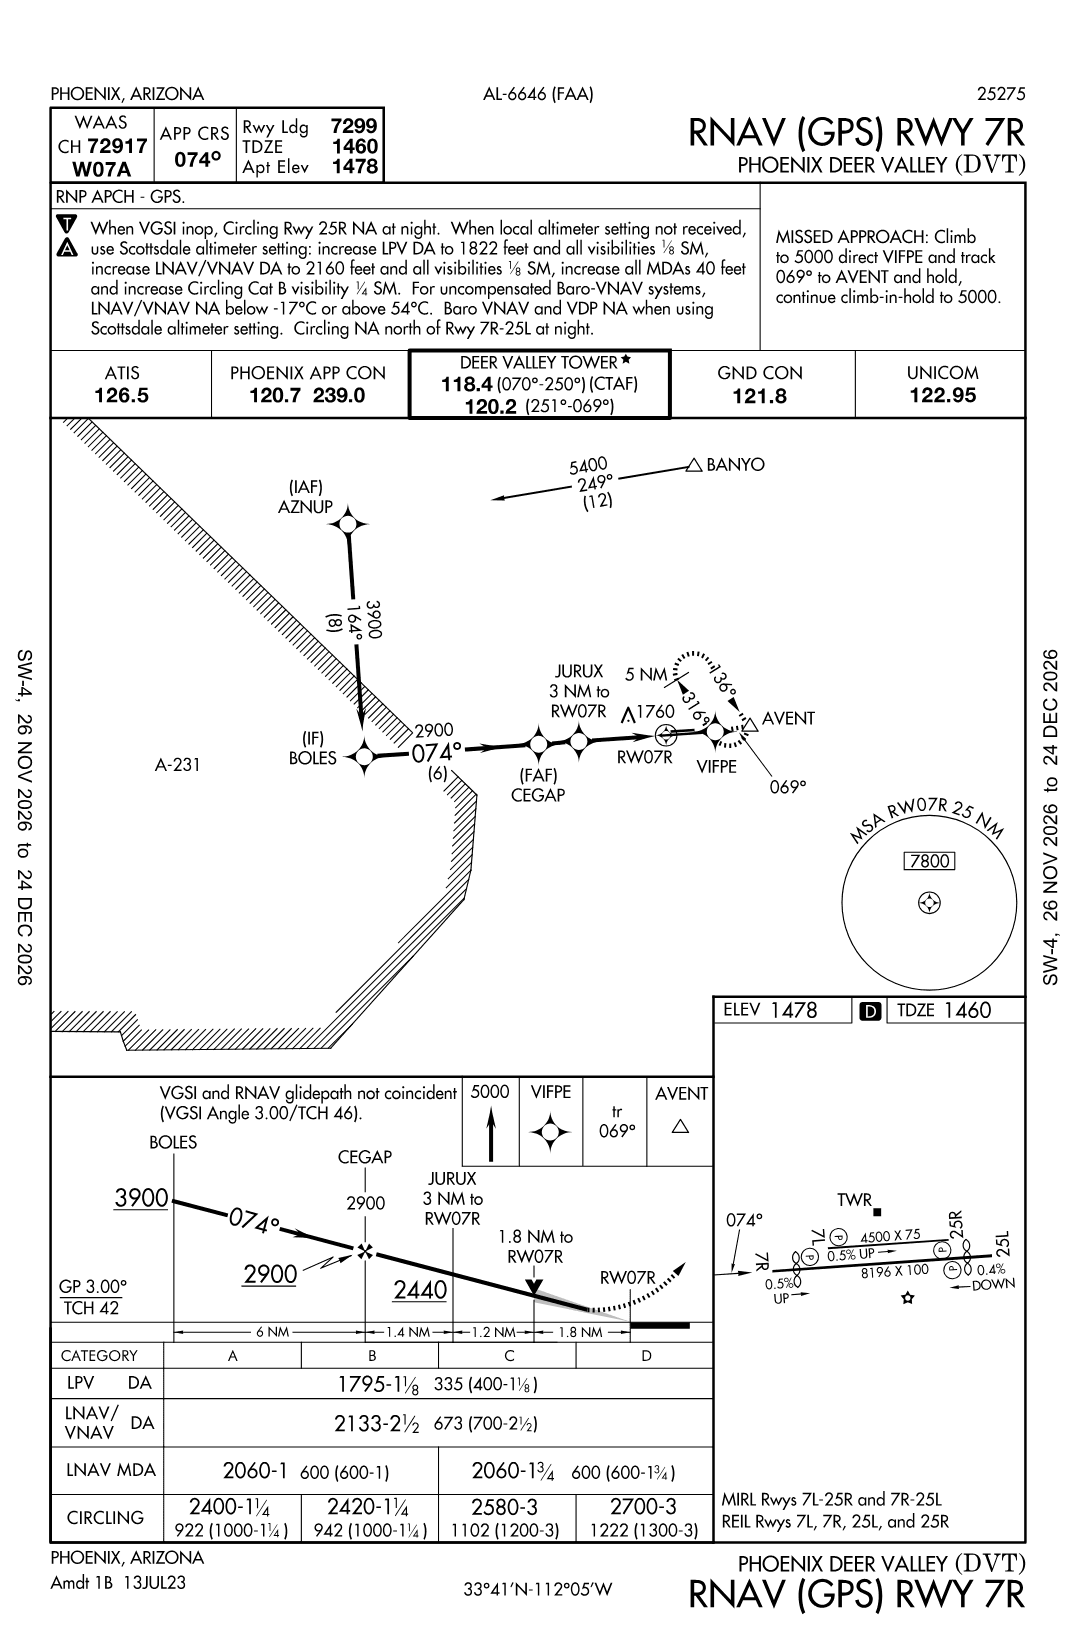 PHOENIX, ARIZONA
AL-6646 (FAA)
25275
WAAS
CH 72917
W07A
APP CRS
074°
Rwy Ldg 7299
TDZE 1460
Apt Elev 1478
RNAV (GPS) RWY 7R
PHOENIX DEER VALLEY (DVT)
RNP APCH - GPS.
T
A
When VGSI inop, Circling Rwy 25R NA at night. When local altimeter setting not received,
use Scottsdale altimeter setting: increase LPV DA to 1822 feet and all visibilities ⅛ SM,
increase LNAV/VNAV DA to 2160 feet and all visibilities ⅛ SM, increase all MDAs 40 feet
and increase Circling Cat B visibility ¼ SM. For uncompensated Baro-VNAV systems,
LNAV/VNAV NA below -17°C or above 54°C. Baro VNAV and VDP NA when using
Scottsdale altimeter setting. Circling NA north of Rwy 7R-25L at night.
MISSED APPROACH: Climb
to 5000 direct VIFPE and track
069° to AVENT and hold,
continue climb-in-hold to 5000.
ATIS
126.5
PHOENIX APP CON
120.7 239.0
DEER VALLEY TOWER ★
118.4 (070°-250°) (CTAF)
120.2 (251°-069°)
GND CON
121.8
UNICOM
122.95
5400
249°
(12)
BANYO
(IAF)
AZNUP
3900
164°
(8)
JURUX
3 NM to
RW07R
5 NM
136°
316°
1760
AVENT
(IF)
BOLES
2900
074°
(6)
RW07R
VIFPE
(FAF)
CEGAP
069°
A-231
MSA RW07R 25 NM
7800
SW-4, 26 NOV 2026 to 24 DEC 2026
SW-4, 26 NOV 2026 to 24 DEC 2026
ELEV 1478
D
TDZE 1460
VGSI and RNAV glidepath not coincident
(VGSI Angle 3.00/TCH 46).
5000
VIFPE
tr
069°
AVENT
BOLES
CEGAP
JURUX
3 NM to
RW07R
3900
074°
2900
1.8 NM to
RW07R
2900
2440
RW07R
GP 3.00°
TCH 42
6 NM
1.4 NM
1.2 NM
1.8 NM
TWR
074°
7L
P
4500 X 75
25R
7R
P
0.5% UP
P
25L
0.5%
UP
8196 X 100
P
0.4%
DOWN
MIRL Rwys 7L-25R and 7R-25L
REIL Rwys 7L, 7R, 25L, and 25R
CATEGORY A B C D
LPV DA 1795-1⅛ 335 (400-1⅛)
LNAV/
VNAV DA 2133-2½ 673 (700-2½)
LNAV MDA 2060-1 600 (600-1) 2060-1¾ 600 (600-1¾)
CIRCLING
2400-1¼ 2420-1¼ 2580-3 2700-3
922 (1000-1¼) 942 (1000-1¼) 1102 (1200-3) 1222 (1300-3)
PHOENIX, ARIZONA
Amdt 1B 13JUL23
33°41'N-112°05'W
PHOENIX DEER VALLEY (DVT)
RNAV (GPS) RWY 7R